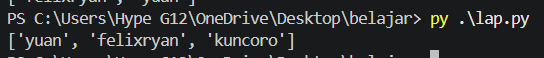 PS C:\Users\Hype G12\OneDrive\Desktop\belajar> py .\lap.py
['yuan', 'felixryan', 'kuncoro']